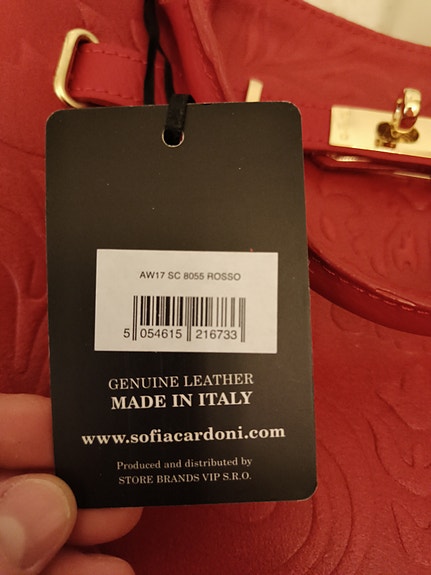 AW17 SC 8055 ROSSO
5 054615 216733
GENUINE LEATHER
MADE IN ITALY
www.sofiacardoni.com
Produced and distributed by
STORE BRANDS VIP S.R.O.